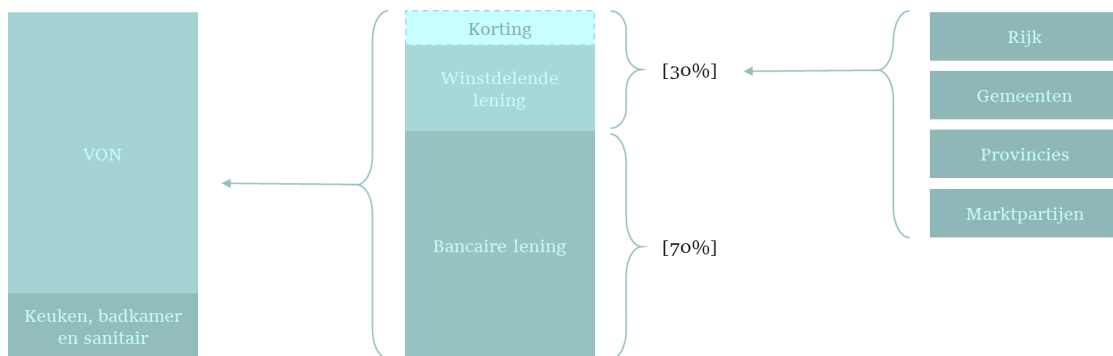 VON
Keuken, badkamer
en sanitair
Korting
Winstdelende
lening
Bancaire lening
[30%]
[70%]
Rijk
Gemeenten
Provincies
Marktpartijen